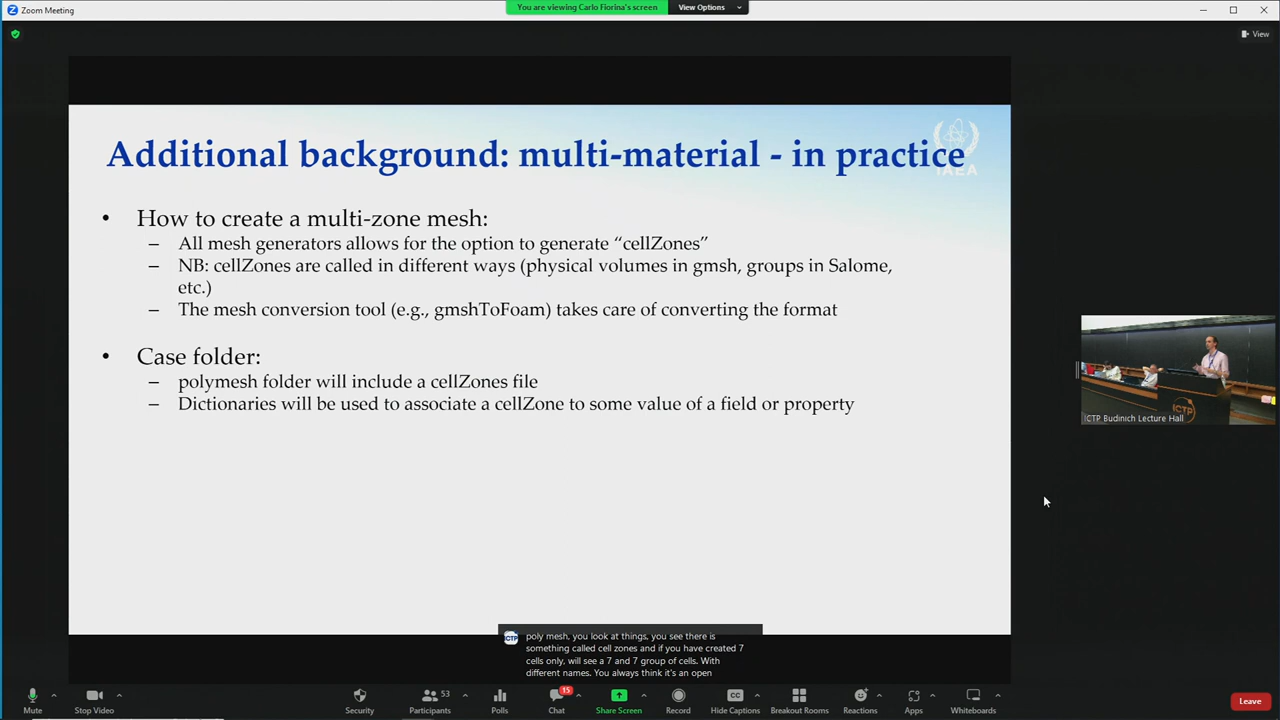 Zoom Meeting
You are viewing Carlo Fiorina's screen
View Options
View
Additional background: multi-material - in practice
IAEA
• How to create a multi-zone mesh:
– All mesh generators allows for the option to generate “cellZones”
– NB: cellZones are called in different ways (physical volumes in gmsh, groups in Salome,
etc.)
– The mesh conversion tool (e.g., gmshToFoam) takes care of converting the format
• Case folder:
– polymesh folder will include a cellZones file
– Dictionaries will be used to associate a cellZone to some value of a field or property
ICTP
ICTP Budinich Lecture Hall
ICTP
poly mesh, you look at things, you see there is
something called cell zones and if you have created 7
cells only, will see a 7 and 7 group of cells. With
different names. You always think it's an open
Mute
Stop Video
Security
53
Participants
Polls
15
Chat
Share Screen
Record
CC
Hide Captions
Breakout Rooms
Reactions
Apps
Whiteboards
Leave